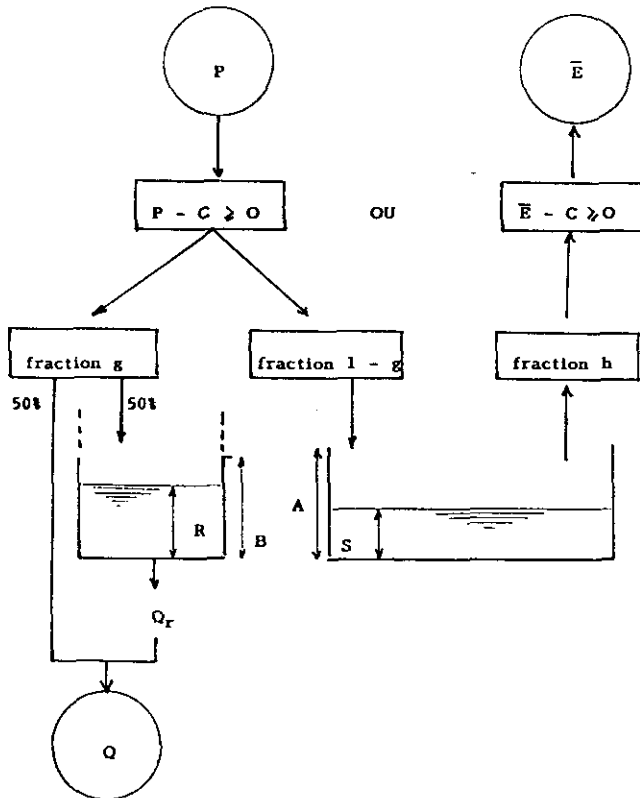 P
E̅
P - C ⩾ O
OU
E̅ - C ⩾ O
fraction g
fraction 1 - g
fraction h
50%
50%
A
R
B
S
Qr
Q